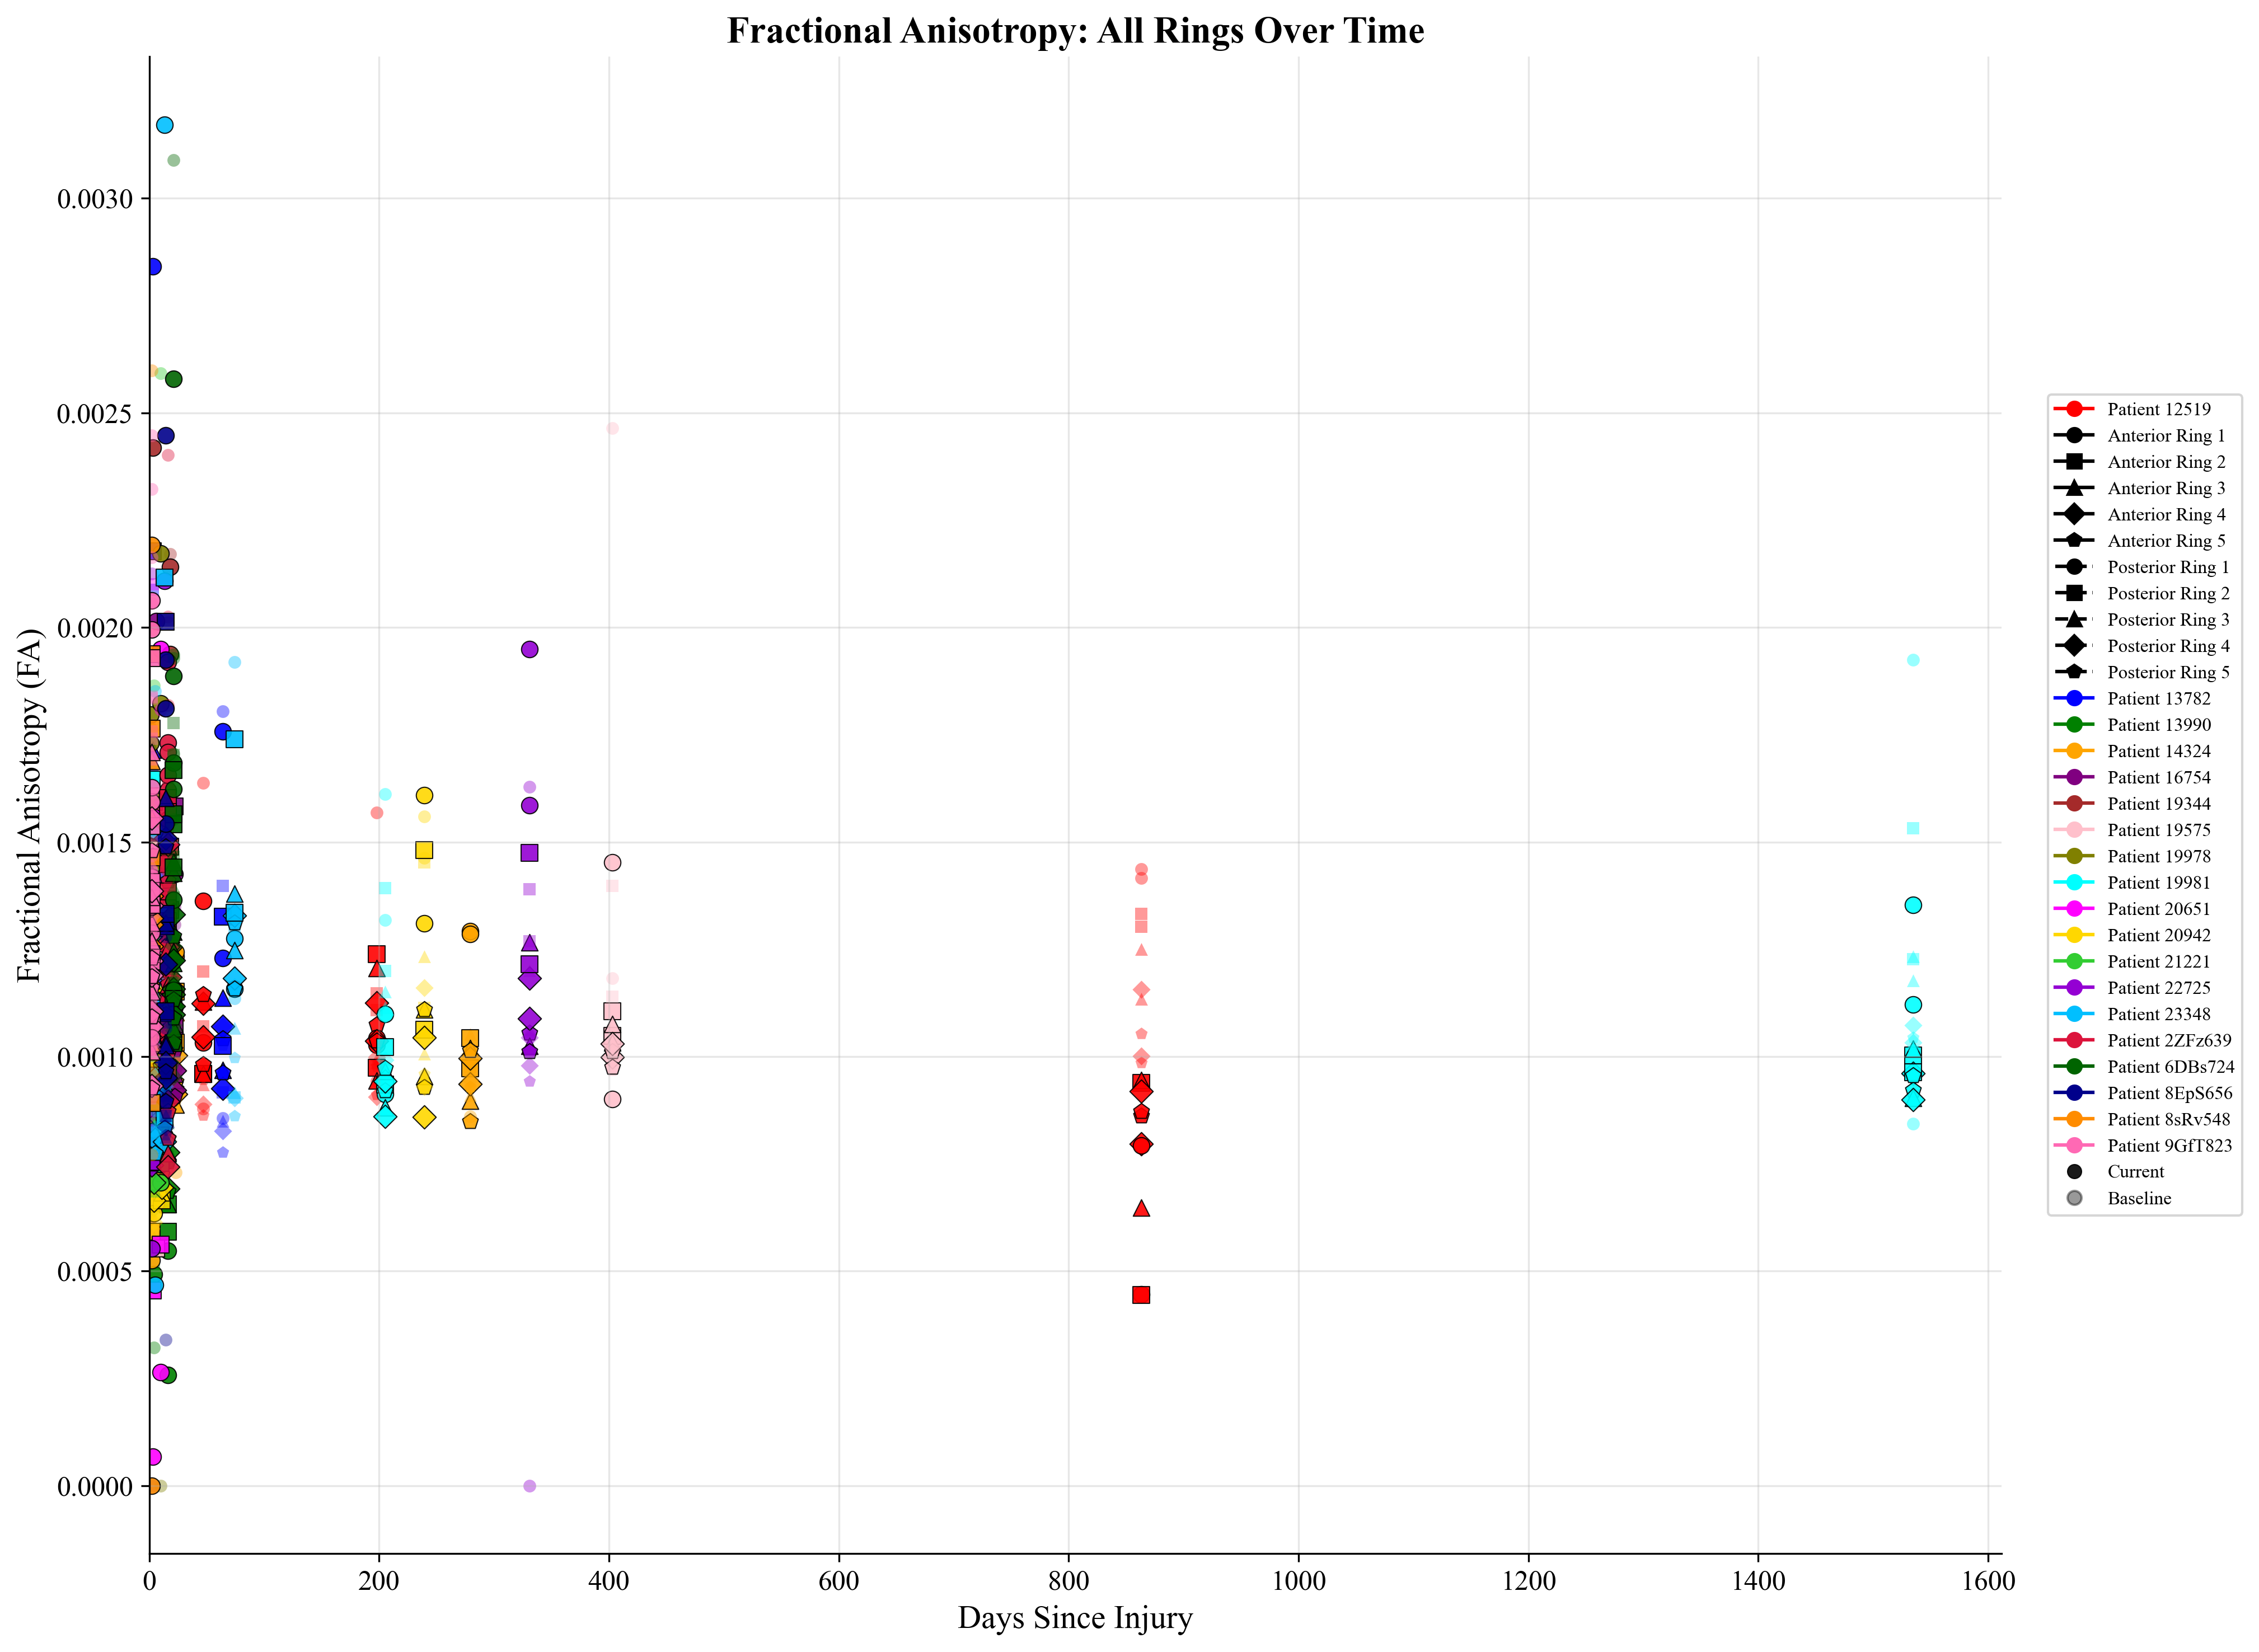 Fractional Anisotropy: All Rings Over Time
Fractional Anisotropy (FA)
0.0030
0.0025
0.0020
0.0015
0.0010
0.0005
0.0000
0
200
400
600
800
1000
1200
1400
1600
Days Since Injury
Patient 12519
Anterior Ring 1
Anterior Ring 2
Anterior Ring 3
Anterior Ring 4
Anterior Ring 5
Posterior Ring 1
Posterior Ring 2
Posterior Ring 3
Posterior Ring 4
Posterior Ring 5
Patient 13782
Patient 13990
Patient 14324
Patient 16754
Patient 19344
Patient 19575
Patient 19978
Patient 19981
Patient 20651
Patient 20942
Patient 21221
Patient 22725
Patient 23348
Patient 2ZFz639
Patient 6DBs724
Patient 8EpS656
Patient 8sRv548
Patient 9GfT823
Current
Baseline